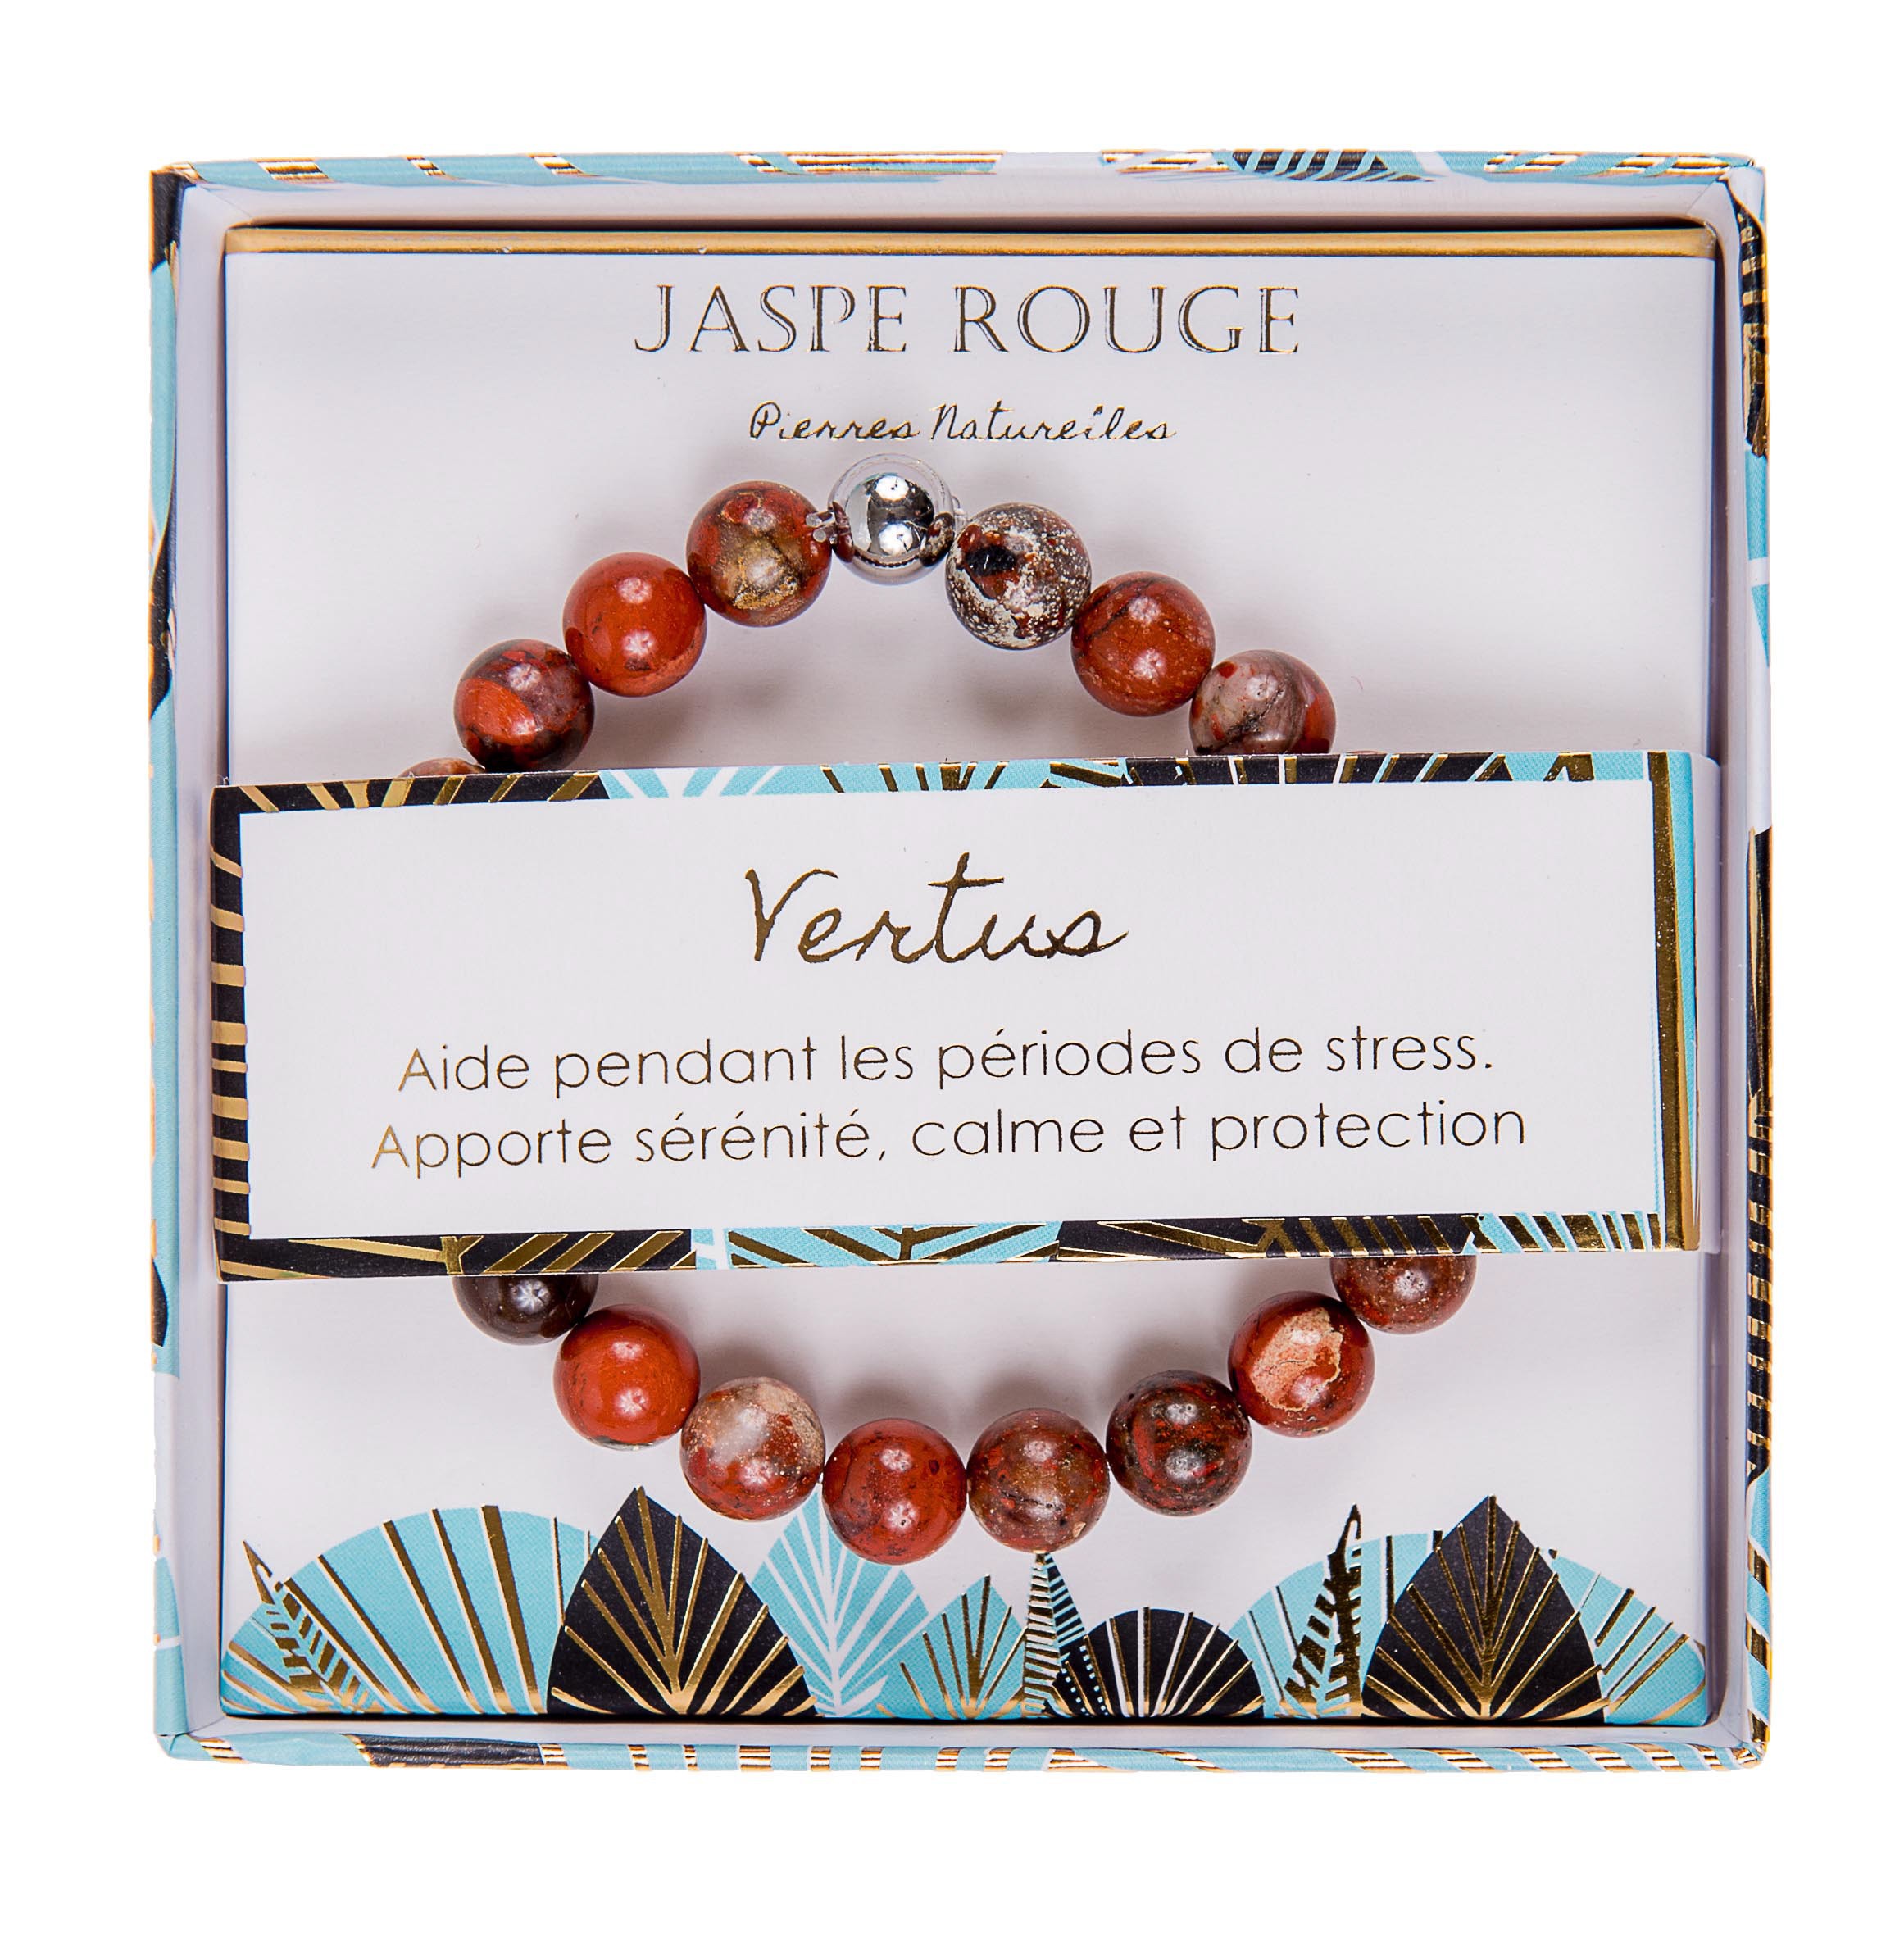 JASPE ROUGE
Pierres Naturelles
Vertus
Aide pendant les périodes de stress.
Apporte sérénité, calme et protection